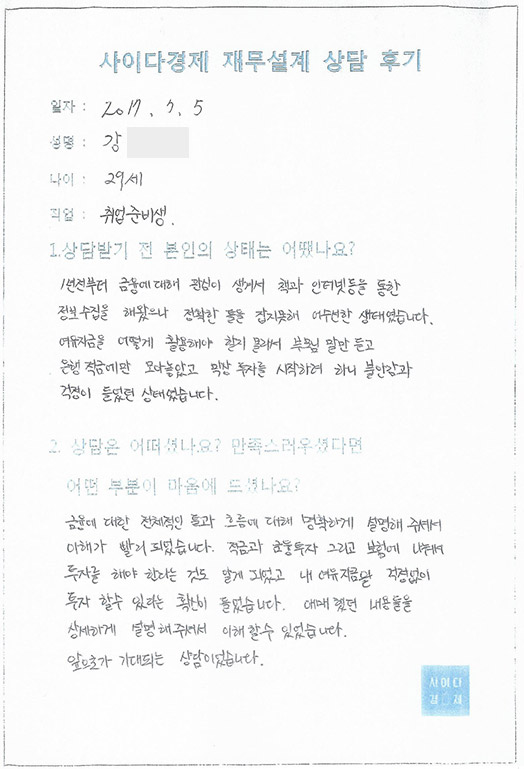 사이다경제 재무설계 상담 후기
일자 : 2017. 7. 5
성명 : 강
나이 : 29세
직업 : 취업준비생.
1.상담받기 전 본인의 상태는 어땠나요?
1년전부터 금융에 대해 관심이 생겨서 책과 인터넷등을 통한
정보수집을 해왔으나 정확한 틀을 잡지못해 어수선한 상태였습니다.
여유자금을 어떻게 활용해야 할지 몰라서 부모님 말만 듣고
은행 적금에만 모아놓았고 막상 투자를 시작하려 하니 불안감과
걱정이 들었던 상태였습니다.
2. 상담은 어떠셨나요? 만족스러우셨다면
어떤 부분이 마음에 드셨나요?
금융에 대한 전체적인 틀과 흐름에 대해 명확하게 설명해 주셔서
이해가 빨리 되었습니다. 적금과 투자 그리고 보험에 나눠서
투자를 해야 한다는 것도 알게 되었고 내 여유자금을 걱정없이
투자 할수 있다는 확신이 들었습니다. 애매했던 내용들을
상세하게 설명해주셔서 이해할수 있었습니다.
앞으로가 기대되는 상담이었습니다.
사이다
경제